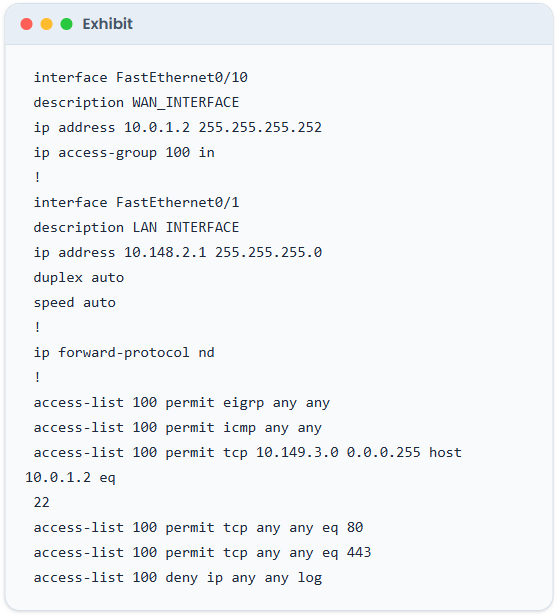 Exhibit
interface FastEthernet0/10
description WAN_INTERFACE
ip address 10.0.1.2 255.255.255.252
ip access-group 100 in
!
interface FastEthernet0/1
description LAN INTERFACE
ip address 10.148.2.1 255.255.255.0
duplex auto
speed auto
!
ip forward-protocol nd
!
access-list 100 permit eigrp any any
access-list 100 permit icmp any any
access-list 100 permit tcp 10.149.3.0 0.0.0.255 host
10.0.1.2 eq
22
access-list 100 permit tcp any any eq 80
access-list 100 permit tcp any any eq 443
access-list 100 deny ip any any log